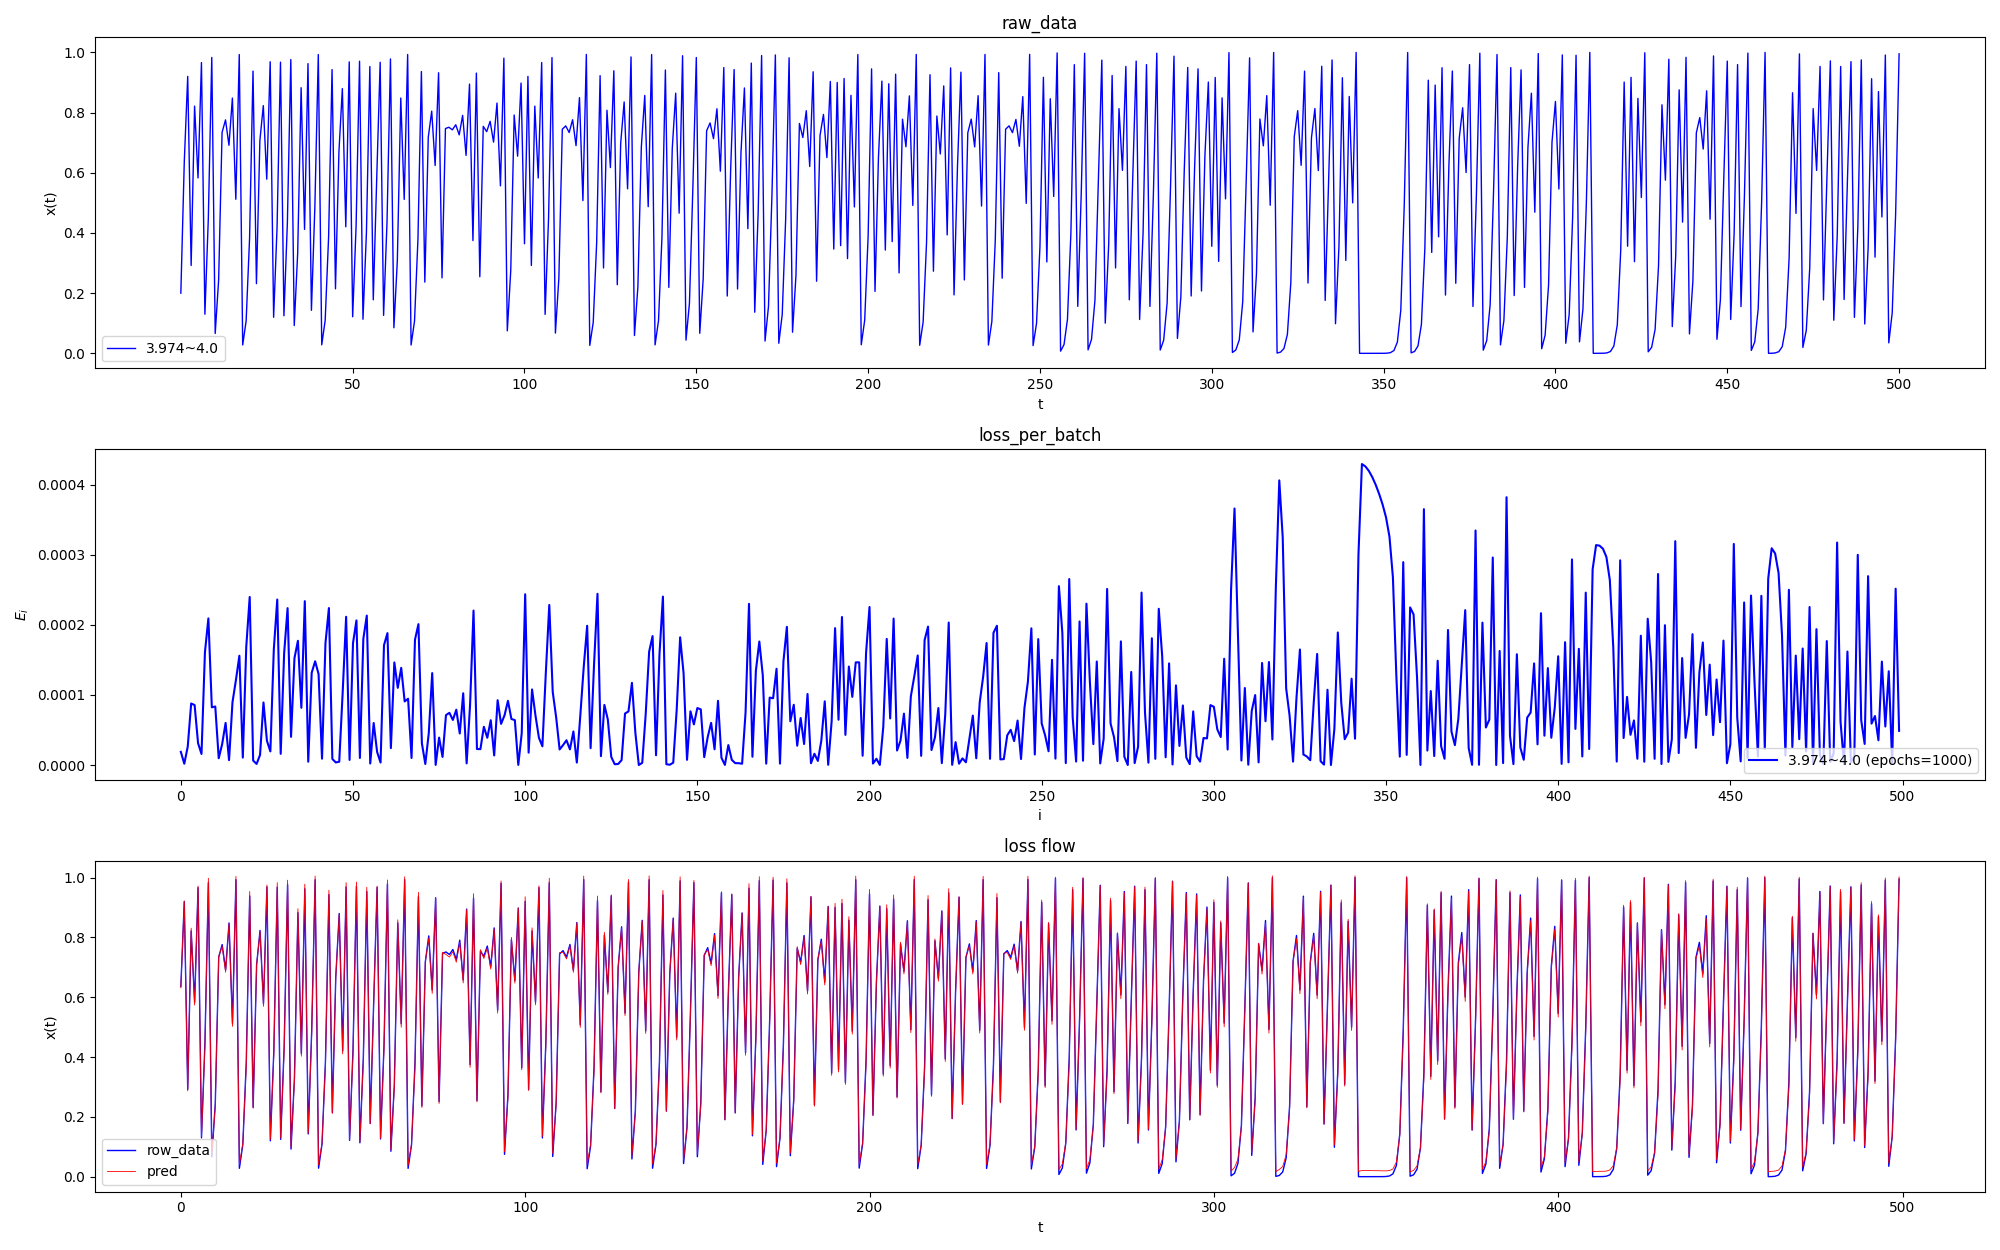 raw_data
1.0
0.8
0.6
0.4
0.2
0.0
x(t)
3.974~4.0
50 100 150 200 250 300 350 400 450 500
t
loss_per_batch
0.0004
0.0003
0.0002
0.0001
0.0000
E_i
3.974~4.0 (epochs=1000)
0 50 100 150 200 250 300 350 400 450 500
i
loss flow
1.0
0.8
0.6
0.4
0.2
0.0
x(t)
row_data
pred
0 100 200 300 400 500
t